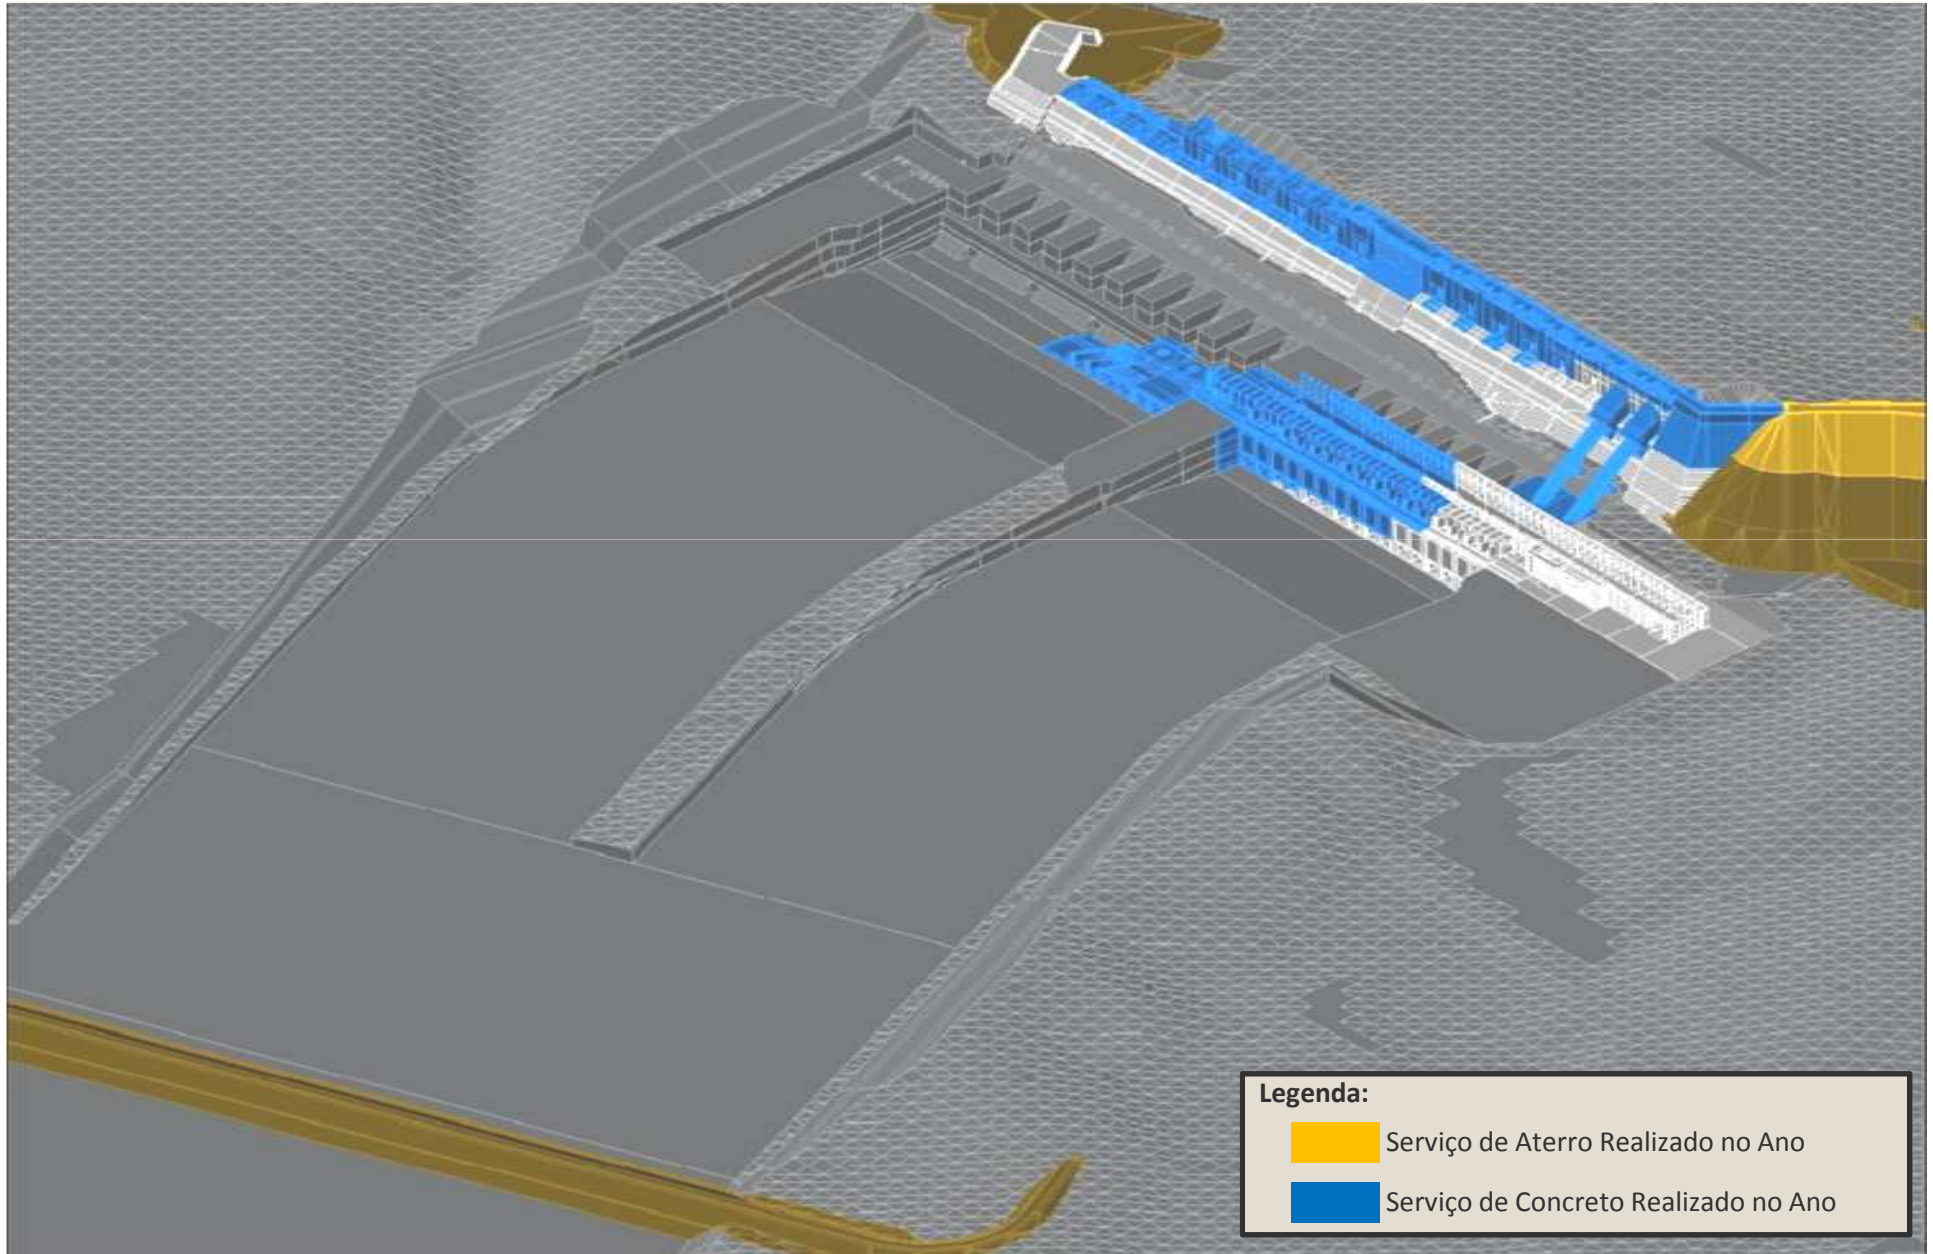 Legenda:
Serviço de Aterro Realizado no Ano
Serviço de Concreto Realizado no Ano